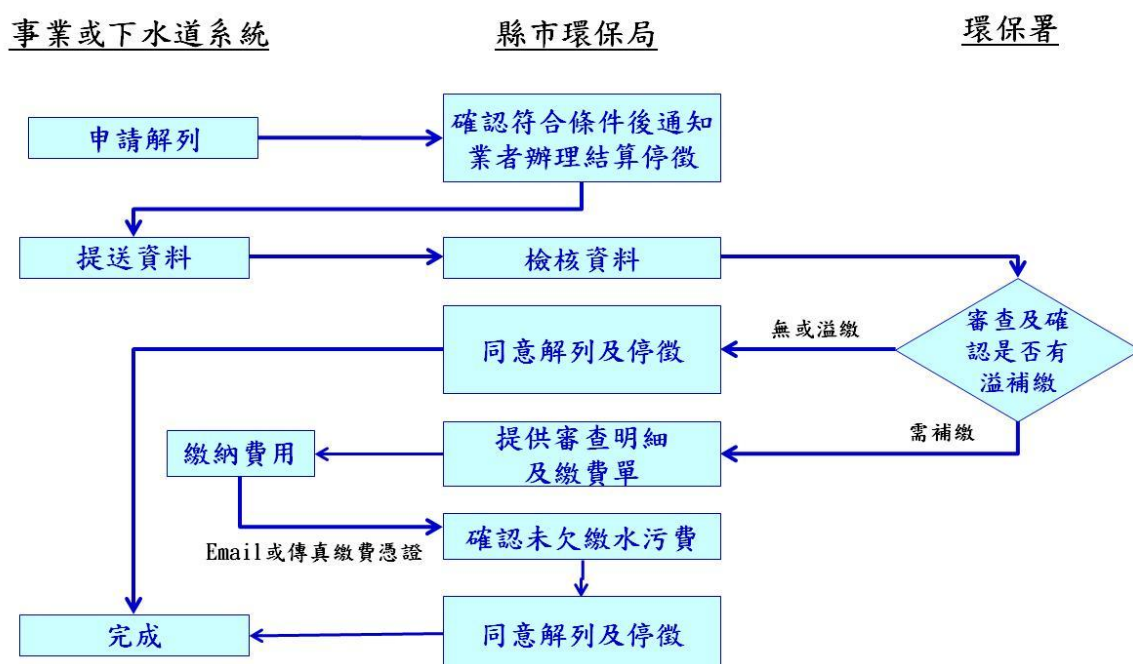 事業或下水道系統
縣市環保局
環保署
申請解列
確認符合條件後通知
業者辦理結算停徵
提送資料
檢核資料
審查及確
認是否有
溢補繳
無或溢繳
同意解列及停徵
需補繳
提供審查明細
及繳費單
繳納費用
Email或傳真繳費憑證
確認未欠繳水污費
同意解列及停徵
完成